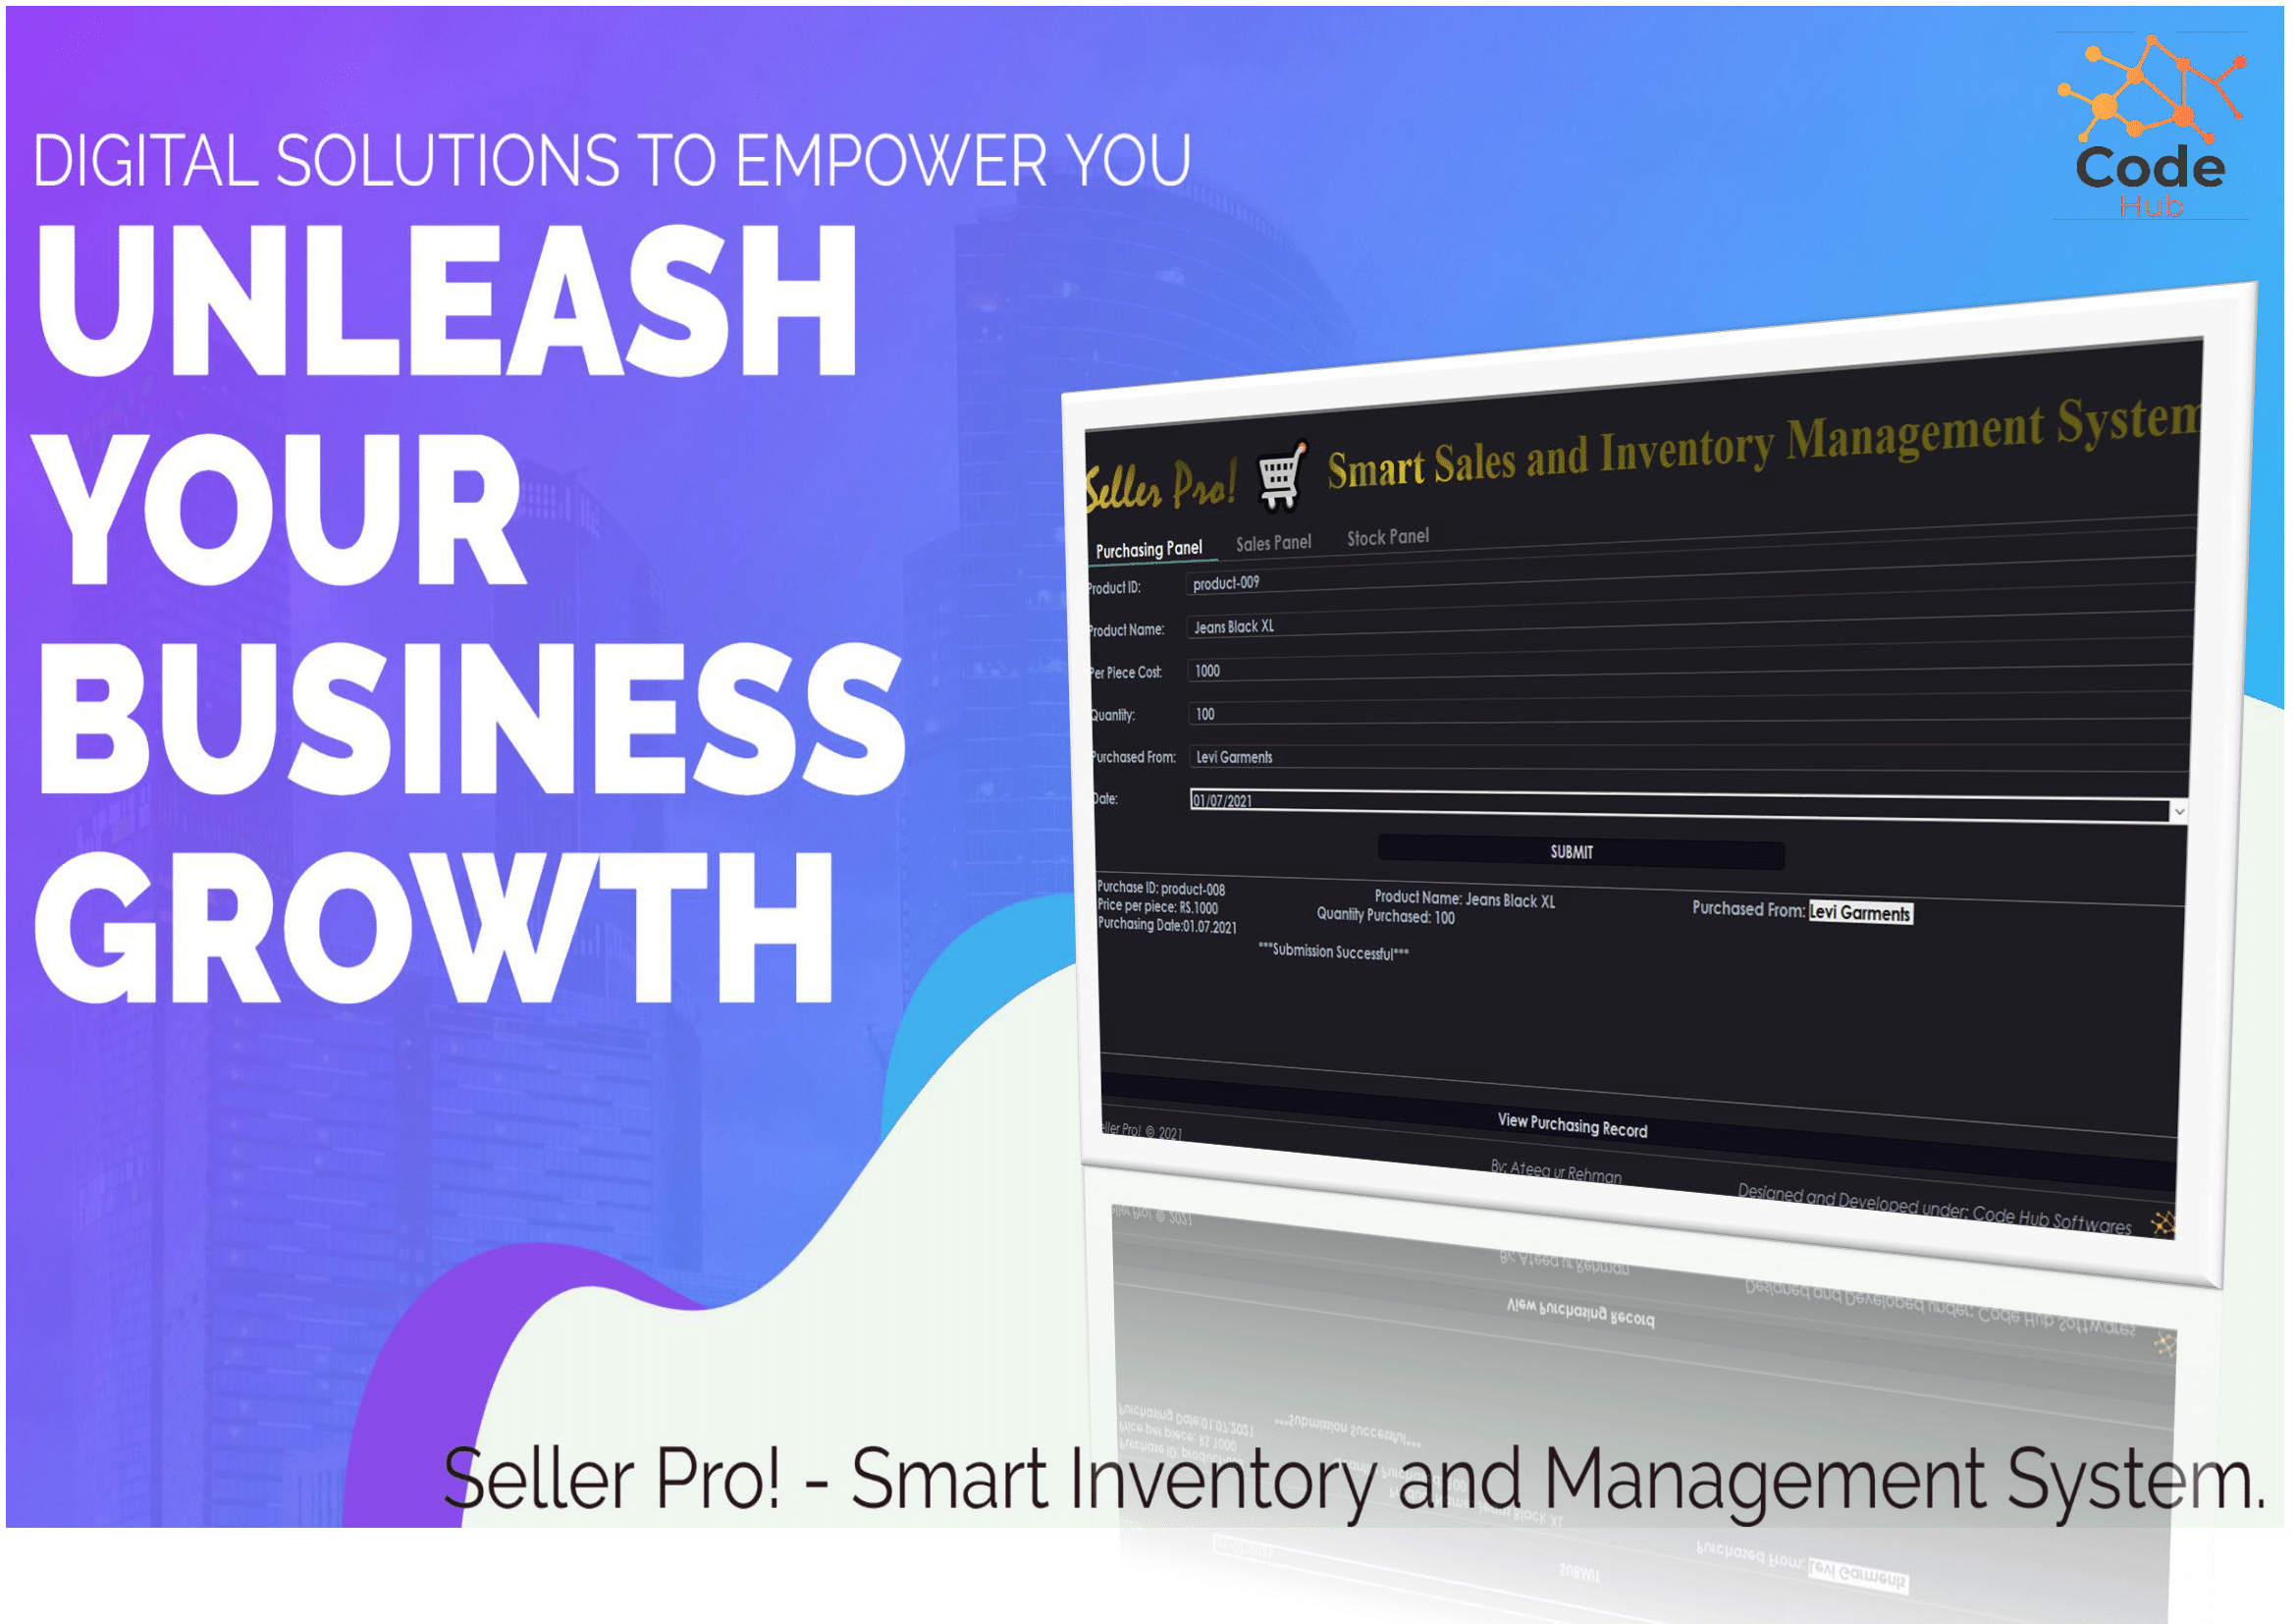 DIGITAL SOLUTIONS TO EMPOWER YOU
UNLEASH
YOUR
BUSINESS
GROWTH
Code
Hub
Seller Pro! Smart Sales and Inventory Management System
Purchasing Panel Sales Panel Stock Panel
Product ID: product-009
Product Name: Jeans Black XL
Per Piece Cost: 1000
Quantity: 100
Purchased From: Levi Garments
Date: 01/07/2021
SUBMIT
Purchase ID: product-008 Product Name: Jeans Black XL Purchased From: Levi Garments
Price per piece: RS.1000 Quantity Purchased: 100
Purchasing Date:01.07.2021
***Submission Successful***
View Purchasing Record
eller Pro! © 2021 By: Ateeq ur Rehman Designed and Developed under: Code Hub Softwares
Seller Pro! - Smart Inventory and Management System.